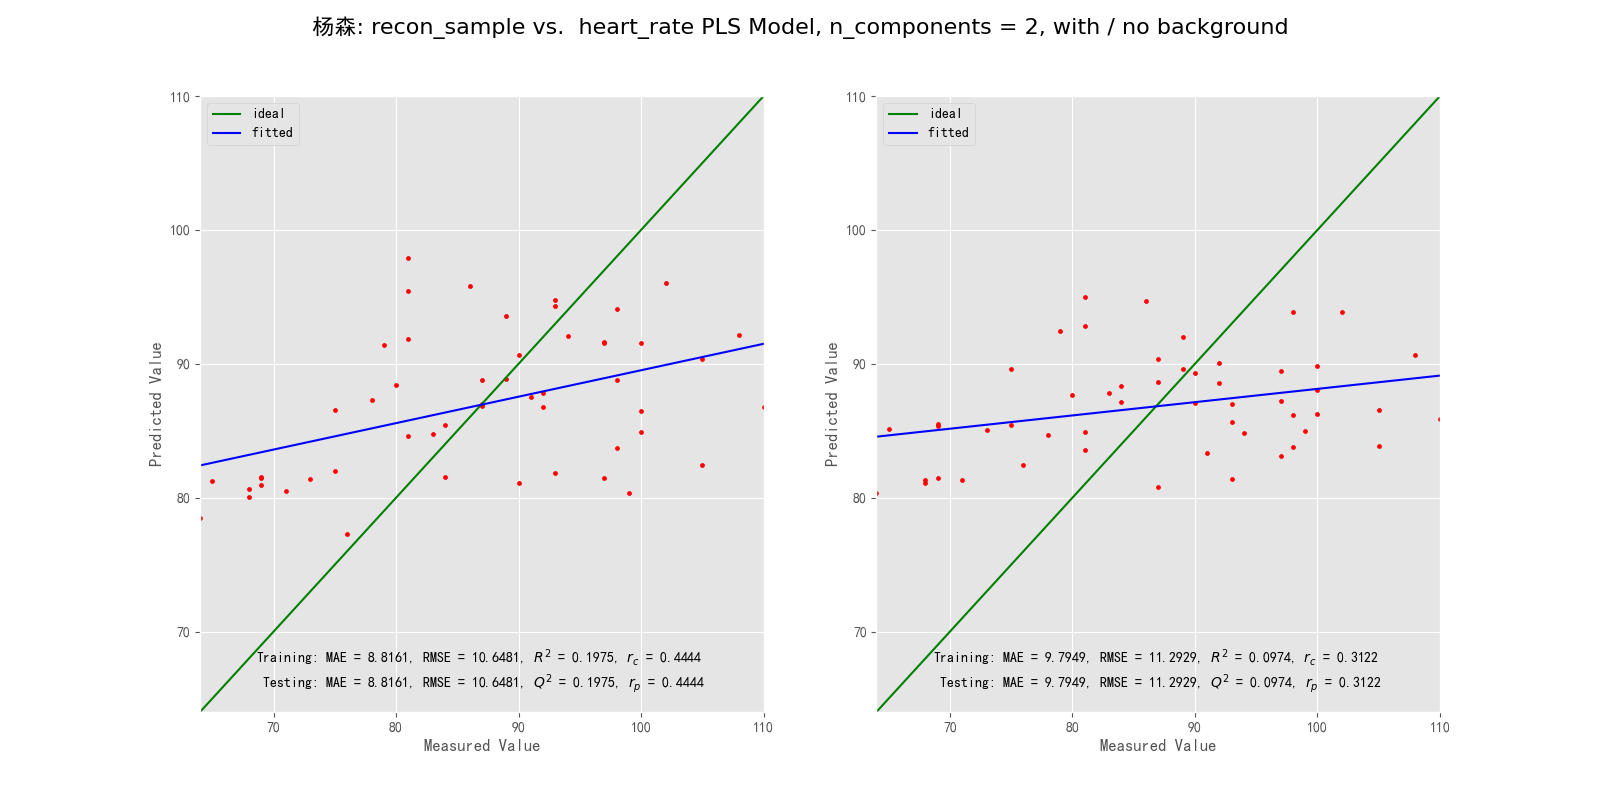 杨森: recon_sample vs.  heart_rate PLS Model, n_components = 2, with / no background
ideal
fitted
110
100
90
80
70
Predicted Value
Training: MAE = 8.8161, RMSE = 10.6481, R² = 0.1975, r_c = 0.4444
Testing: MAE = 8.8161, RMSE = 10.6481, Q² = 0.1975, r_p = 0.4444
70 80 90 100 110
Measured Value
ideal
fitted
110
100
90
80
70
Predicted Value
Training: MAE = 9.7949, RMSE = 11.2929, R² = 0.0974, r_c = 0.3122
Testing: MAE = 9.7949, RMSE = 11.2929, Q² = 0.0974, r_p = 0.3122
70 80 90 100 110
Measured Value